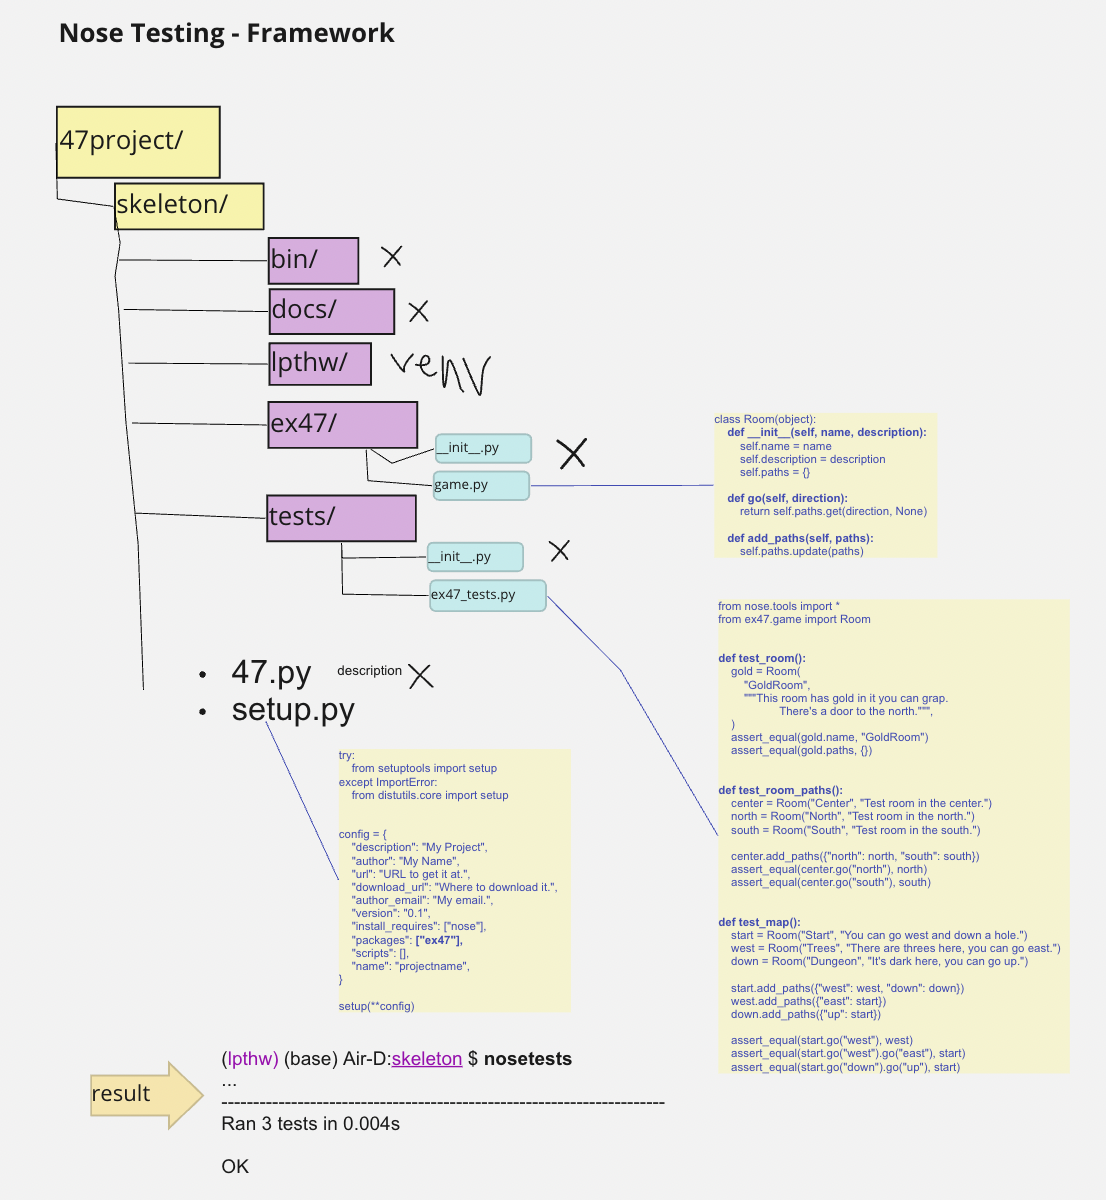 Nose Testing - Framework
47project/
skeleton/
bin/ X
docs/ X
lpthw/ venv
ex47/
__init__.py X
game.py
tests/
__init__.py X
ex47_tests.py
• 47.py description X
• setup.py
class Room(object):
def __init__(self, name, description):
self.name = name
self.description = description
self.paths = {}
def go(self, direction):
return self.paths.get(direction, None)
def add_paths(self, paths):
self.paths.update(paths)
from nose.tools import *
from ex47.game import Room
def test_room():
gold = Room(
"GoldRoom",
"""This room has gold in it you can grap.
There's a door to the north.""",
)
assert_equal(gold.name, "GoldRoom")
assert_equal(gold.paths, {})
def test_room_paths():
center = Room("Center", "Test room in the center.")
north = Room("North", "Test room in the north.")
south = Room("South", "Test room in the south.")
center.add_paths({"north": north, "south": south})
assert_equal(center.go("north"), north)
assert_equal(center.go("south"), south)
def test_map():
start = Room("Start", "You can go west and down a hole.")
west = Room("Trees", "There are threes here, you can go east.")
down = Room("Dungeon", "It's dark here, you can go up.")
start.add_paths({"west": west, "down": down})
west.add_paths({"east": start})
down.add_paths({"up": start})
assert_equal(start.go("west"), west)
assert_equal(start.go("west").go("east"), start)
assert_equal(start.go("down").go("up"), start)
try:
from setuptools import setup
except ImportError:
from distutils.core import setup
config = {
"description": "My Project",
"author": "My Name",
"url": "URL to get it at.",
"download_url": "Where to download it.",
"author_email": "My email.",
"version": "0.1",
"install_requires": ["nose"],
"packages": ["ex47"],
"scripts": [],
"name": "projectname",
}
setup(**config)
result
(lpthw) (base) Air-D:skeleton $ nosetests
...
----------------------------------------------------------------------
Ran 3 tests in 0.004s
OK